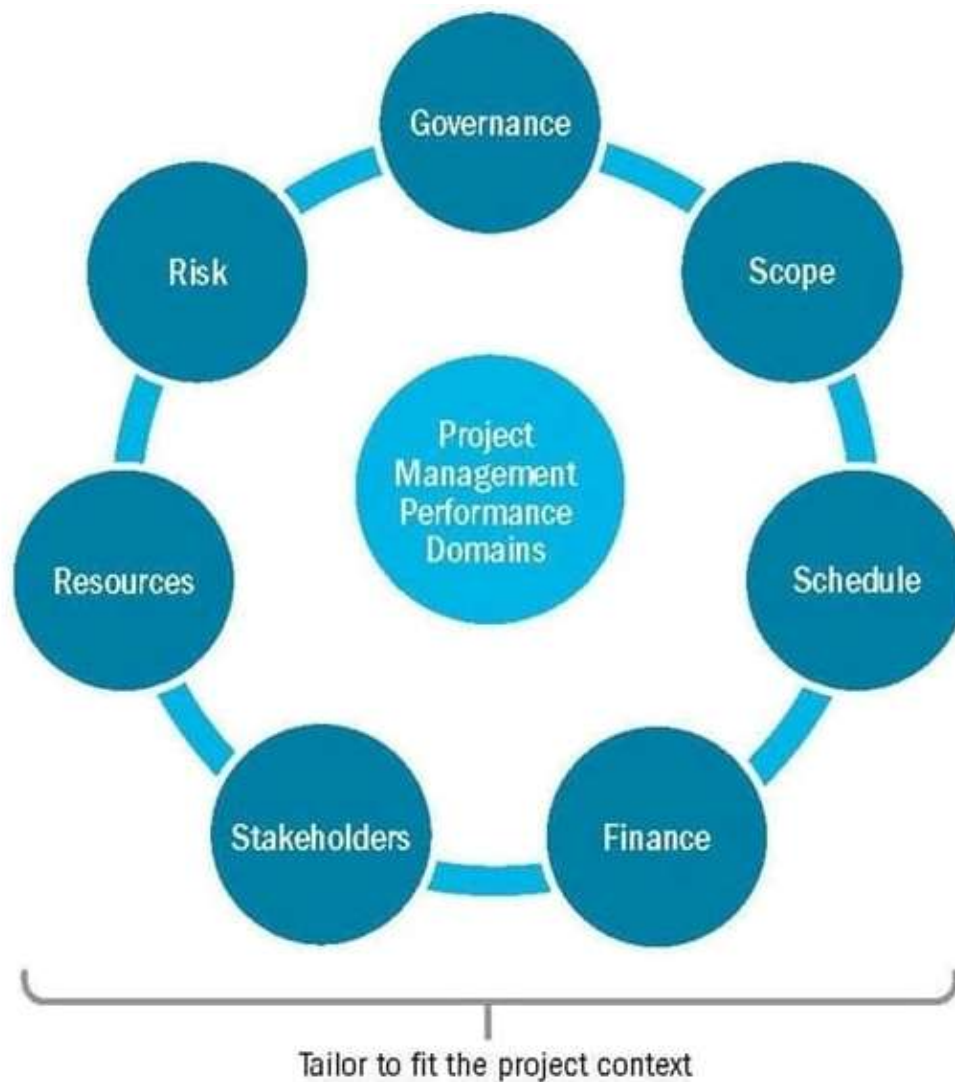 Governance
Scope
Schedule
Finance
Stakeholders
Resources
Risk
Project
Management
Performance
Domains
Tailor to fit the project context